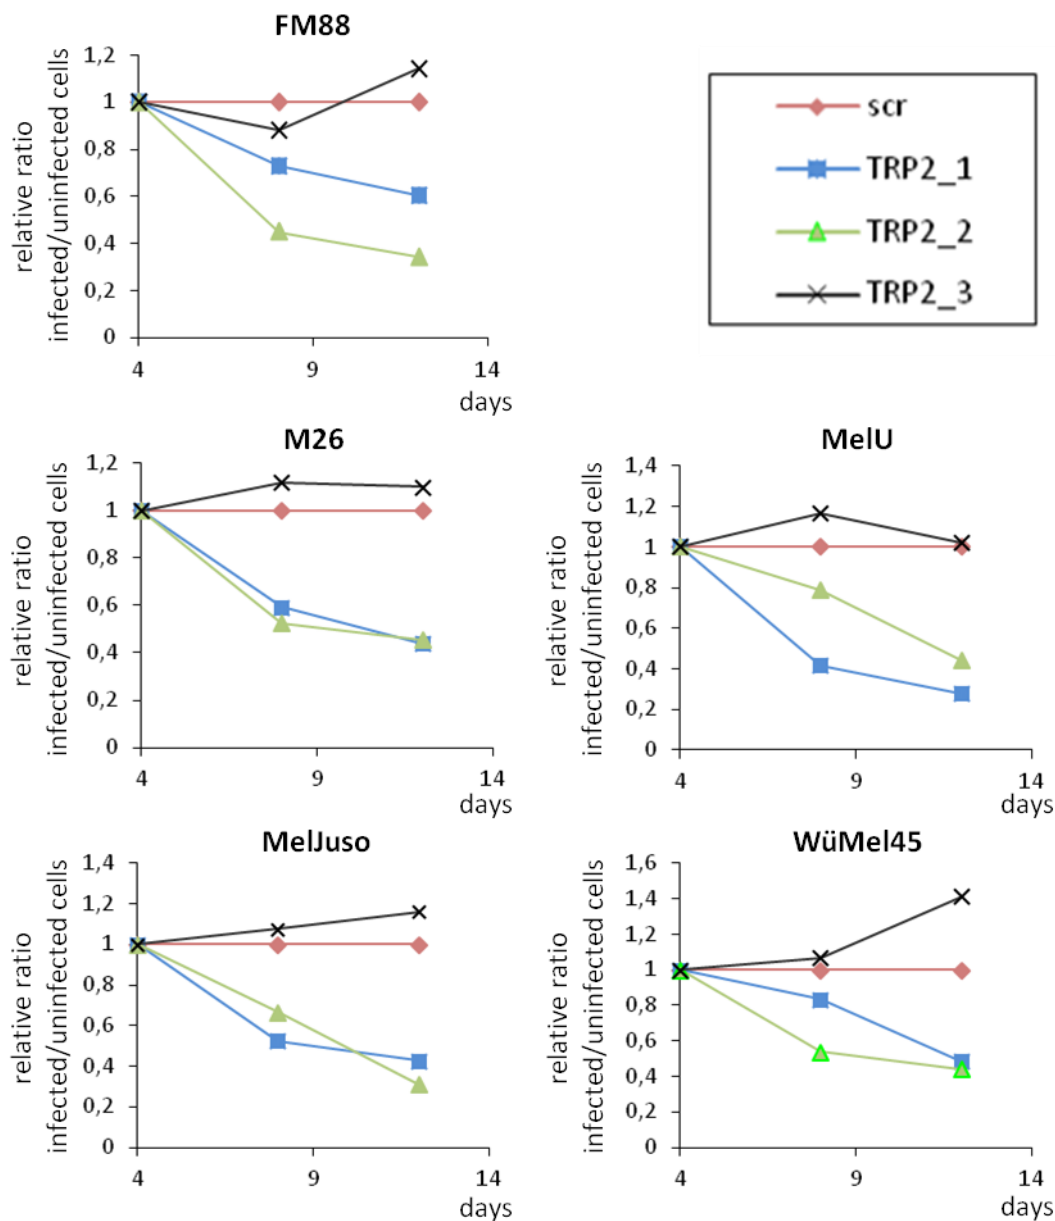 FM88
relative ratio
infected/uninfected cells
1,2
1
0,8
0,6
0,4
0,2
0
4 9 14
days
scr
TRP2_1
TRP2_2
TRP2_3
M26
relative ratio
infected/uninfected cells
1,2
1
0,8
0,6
0,4
0,2
0
4 9 14
days
MelU
relative ratio
infected/uninfected cells
1,4
1,2
1
0,8
0,6
0,4
0,2
0
4 9 14
days
MelJuso
relative ratio
infected/uninfected cells
1,4
1,2
1
0,8
0,6
0,4
0,2
0
4 9 14
days
WüMel45
relative ratio
infected/uninfected cells
1,6
1,4
1,2
1
0,8
0,6
0,4
0,2
0
4 9 14
days